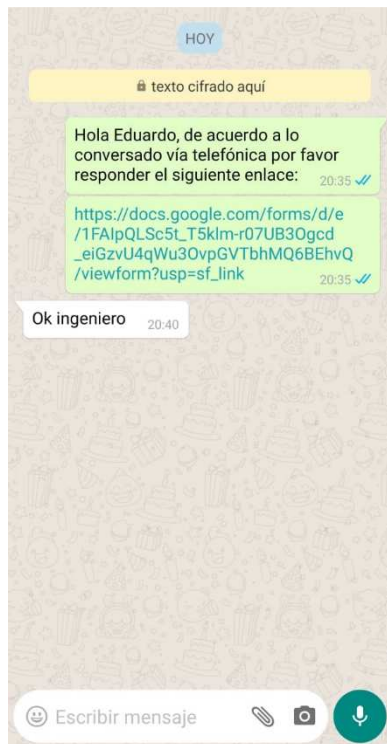 HOY
texto cifrado aquí
Hola Eduardo, de acuerdo a lo
conversado vía telefónica por favor
responder el siguiente enlace: 20:35
https://docs.google.com/forms/d/e
/1FAIpQLSc5t_T5klm-r07UB3Ogcd
_eiGzvU4qWu3OvpGVTbhMQ6BEhvQ
/viewform?usp=sf_link 20:35
Ok ingeniero 20:40
Escribir mensaje